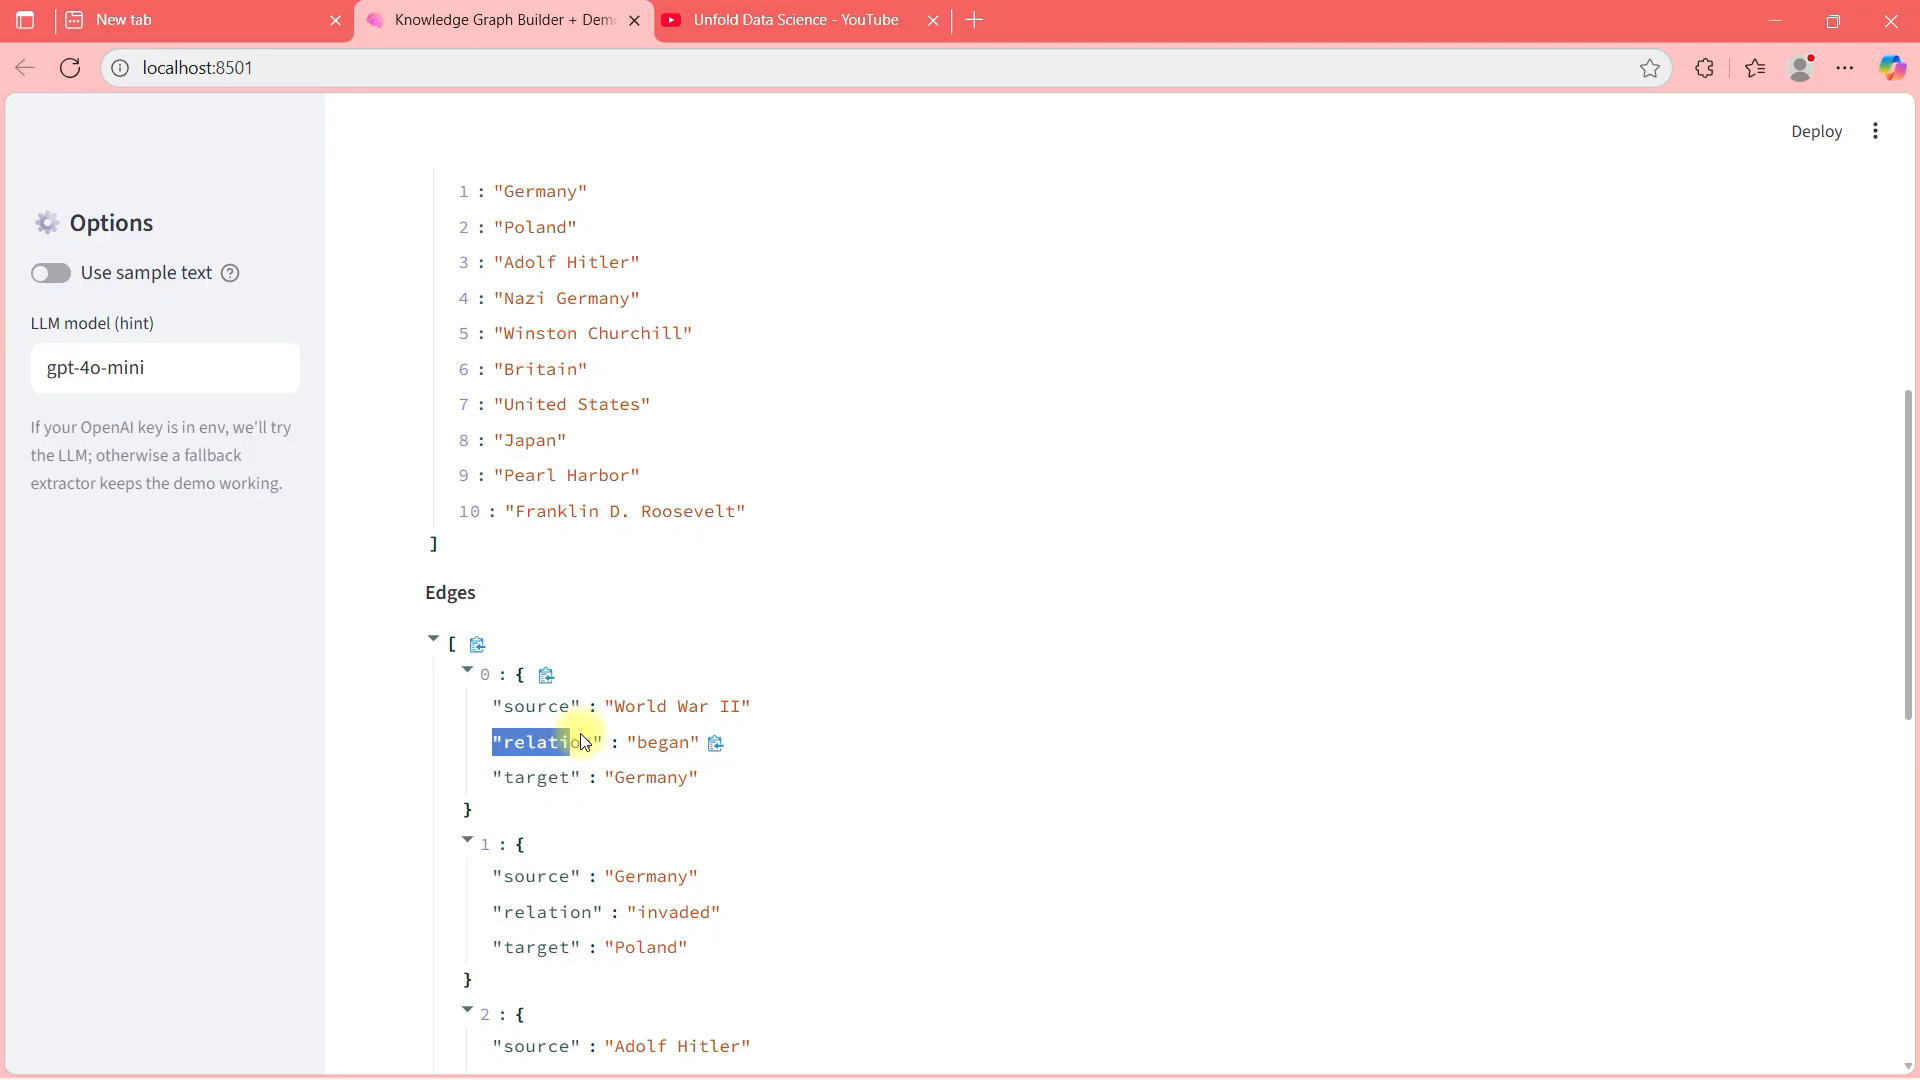 New tab
Knowledge Graph Builder + Dem
Unfold Data Science - YouTube
localhost:8501
Deploy
Options
Use sample text
LLM model (hint)
gpt-4o-mini
If your OpenAI key is in env, we'll try
the LLM; otherwise a fallback
extractor keeps the demo working.
1 : "Germany"
2 : "Poland"
3 : "Adolf Hitler"
4 : "Nazi Germany"
5 : "Winston Churchill"
6 : "Britain"
7 : "United States"
8 : "Japan"
9 : "Pearl Harbor"
10 : "Franklin D. Roosevelt"
]
Edges
[
0 : {
"source" : "World War II"
"relation" : "began"
"target" : "Germany"
}
1 : {
"source" : "Germany"
"relation" : "invaded"
"target" : "Poland"
}
2 : {
"source" : "Adolf Hitler"